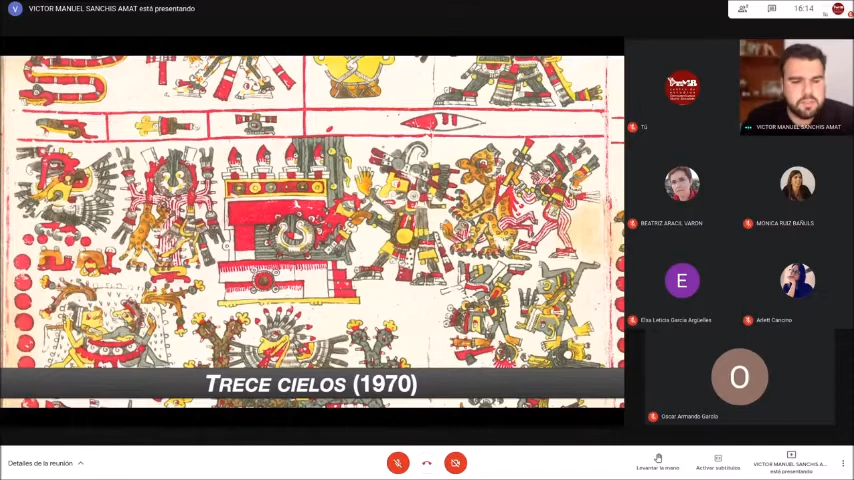 V
VICTOR MANUEL SANCHIS AMAT está presentando
16:14
Tú
VICTOR MANUEL SANCHIS AMAT
BEATRIZ ARACIL VARON
MONICA RUIZ BAÑULS
E
Elsa Leticia García Argüelles
Arlett Cancino
O
Oscar Armando García
TRECE CIELOS (1970)
Detalles de la reunión
Levantar la mano
Activar subtítulos
VICTOR MANUEL SANCHIS A...
está presentando